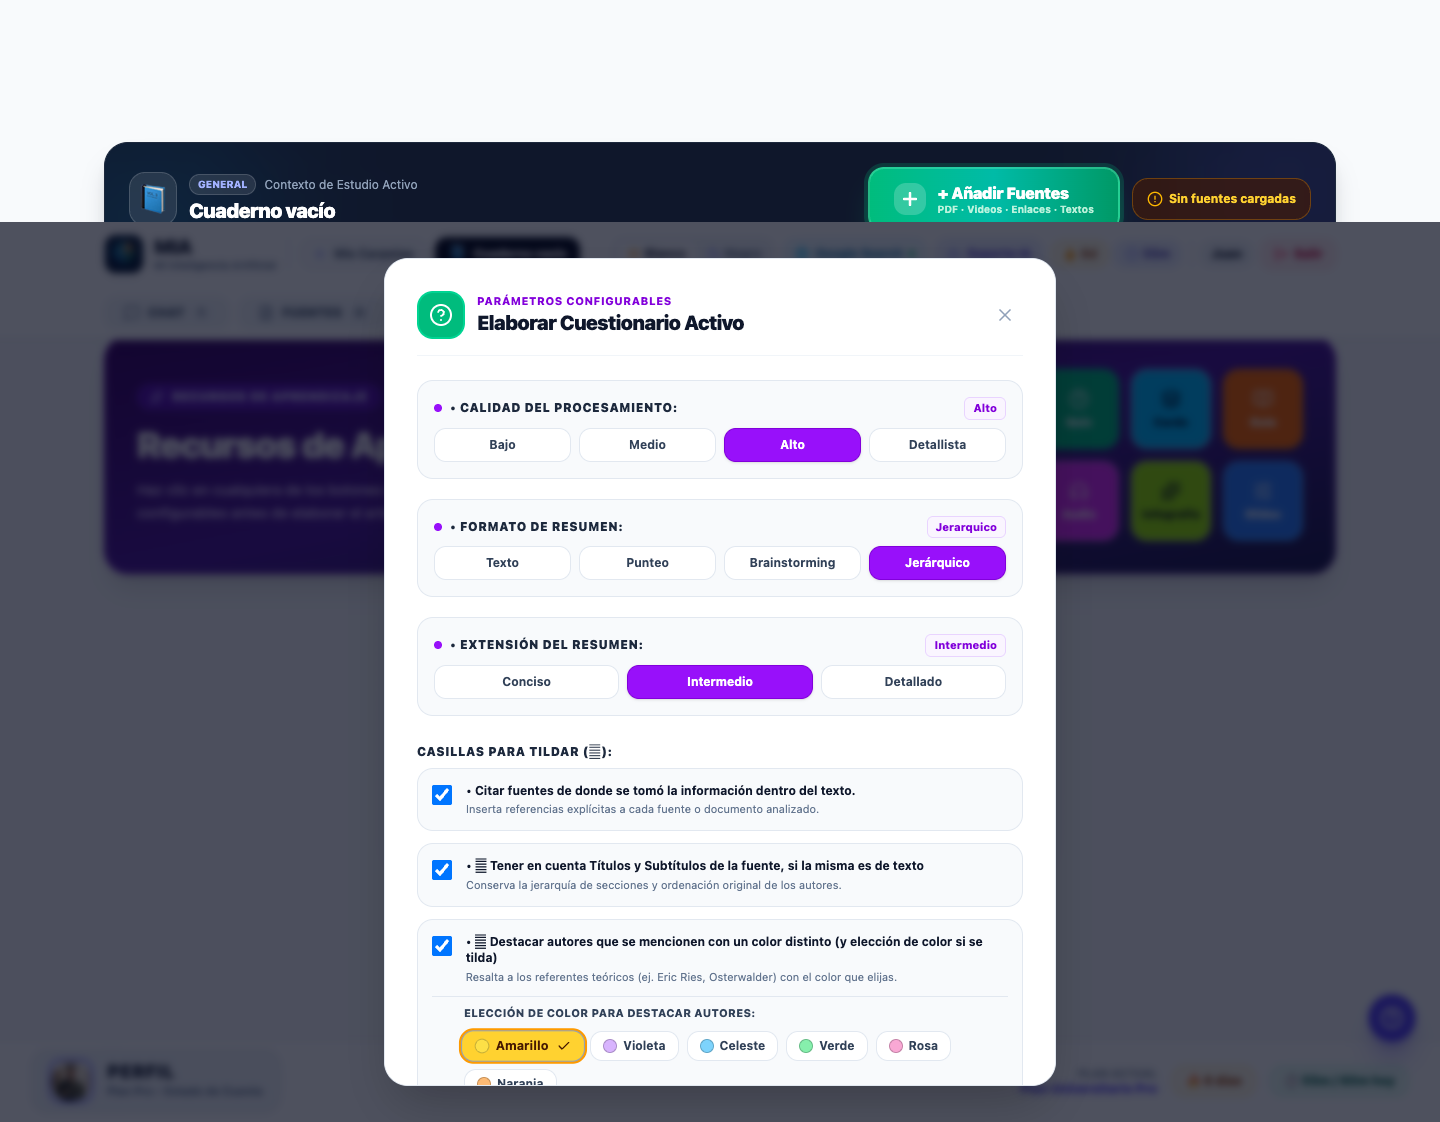 GENERAL Contexto de Estudio Activo
Cuaderno vacío
+ Añadir Fuentes
PDF · Videos · Enlaces · Textos
Sin fuentes cargadas
PARÁMETROS CONFIGURABLES
Elaborar Cuestionario Activo
• CALIDAD DEL PROCESAMIENTO:
Alto
Bajo
Medio
Alto
Detallista
• FORMATO DE RESUMEN:
Jerarquico
Texto
Punteo
Brainstorming
Jerárquico
• EXTENSIÓN DEL RESUMEN:
Intermedio
Conciso
Intermedio
Detallado
CASILLAS PARA TILDAR (𝄚):
• Citar fuentes de donde se tomó la información dentro del texto.
Inserta referencias explícitas a cada fuente o documento analizado.
• 𝄚 Tener en cuenta Títulos y Subtítulos de la fuente, si la misma es de texto
Conserva la jerarquía de secciones y ordenación original de los autores.
• 𝄚 Destacar autores que se mencionen con un color distinto (y elección de color si se
tilda)
Resalta a los referentes teóricos (ej. Eric Ries, Osterwalder) con el color que elijas.
ELECCIÓN DE COLOR PARA DESTACAR AUTORES:
Amarillo
Violeta
Celeste
Verde
Rosa
Naranja
Recursos de
PERFIL